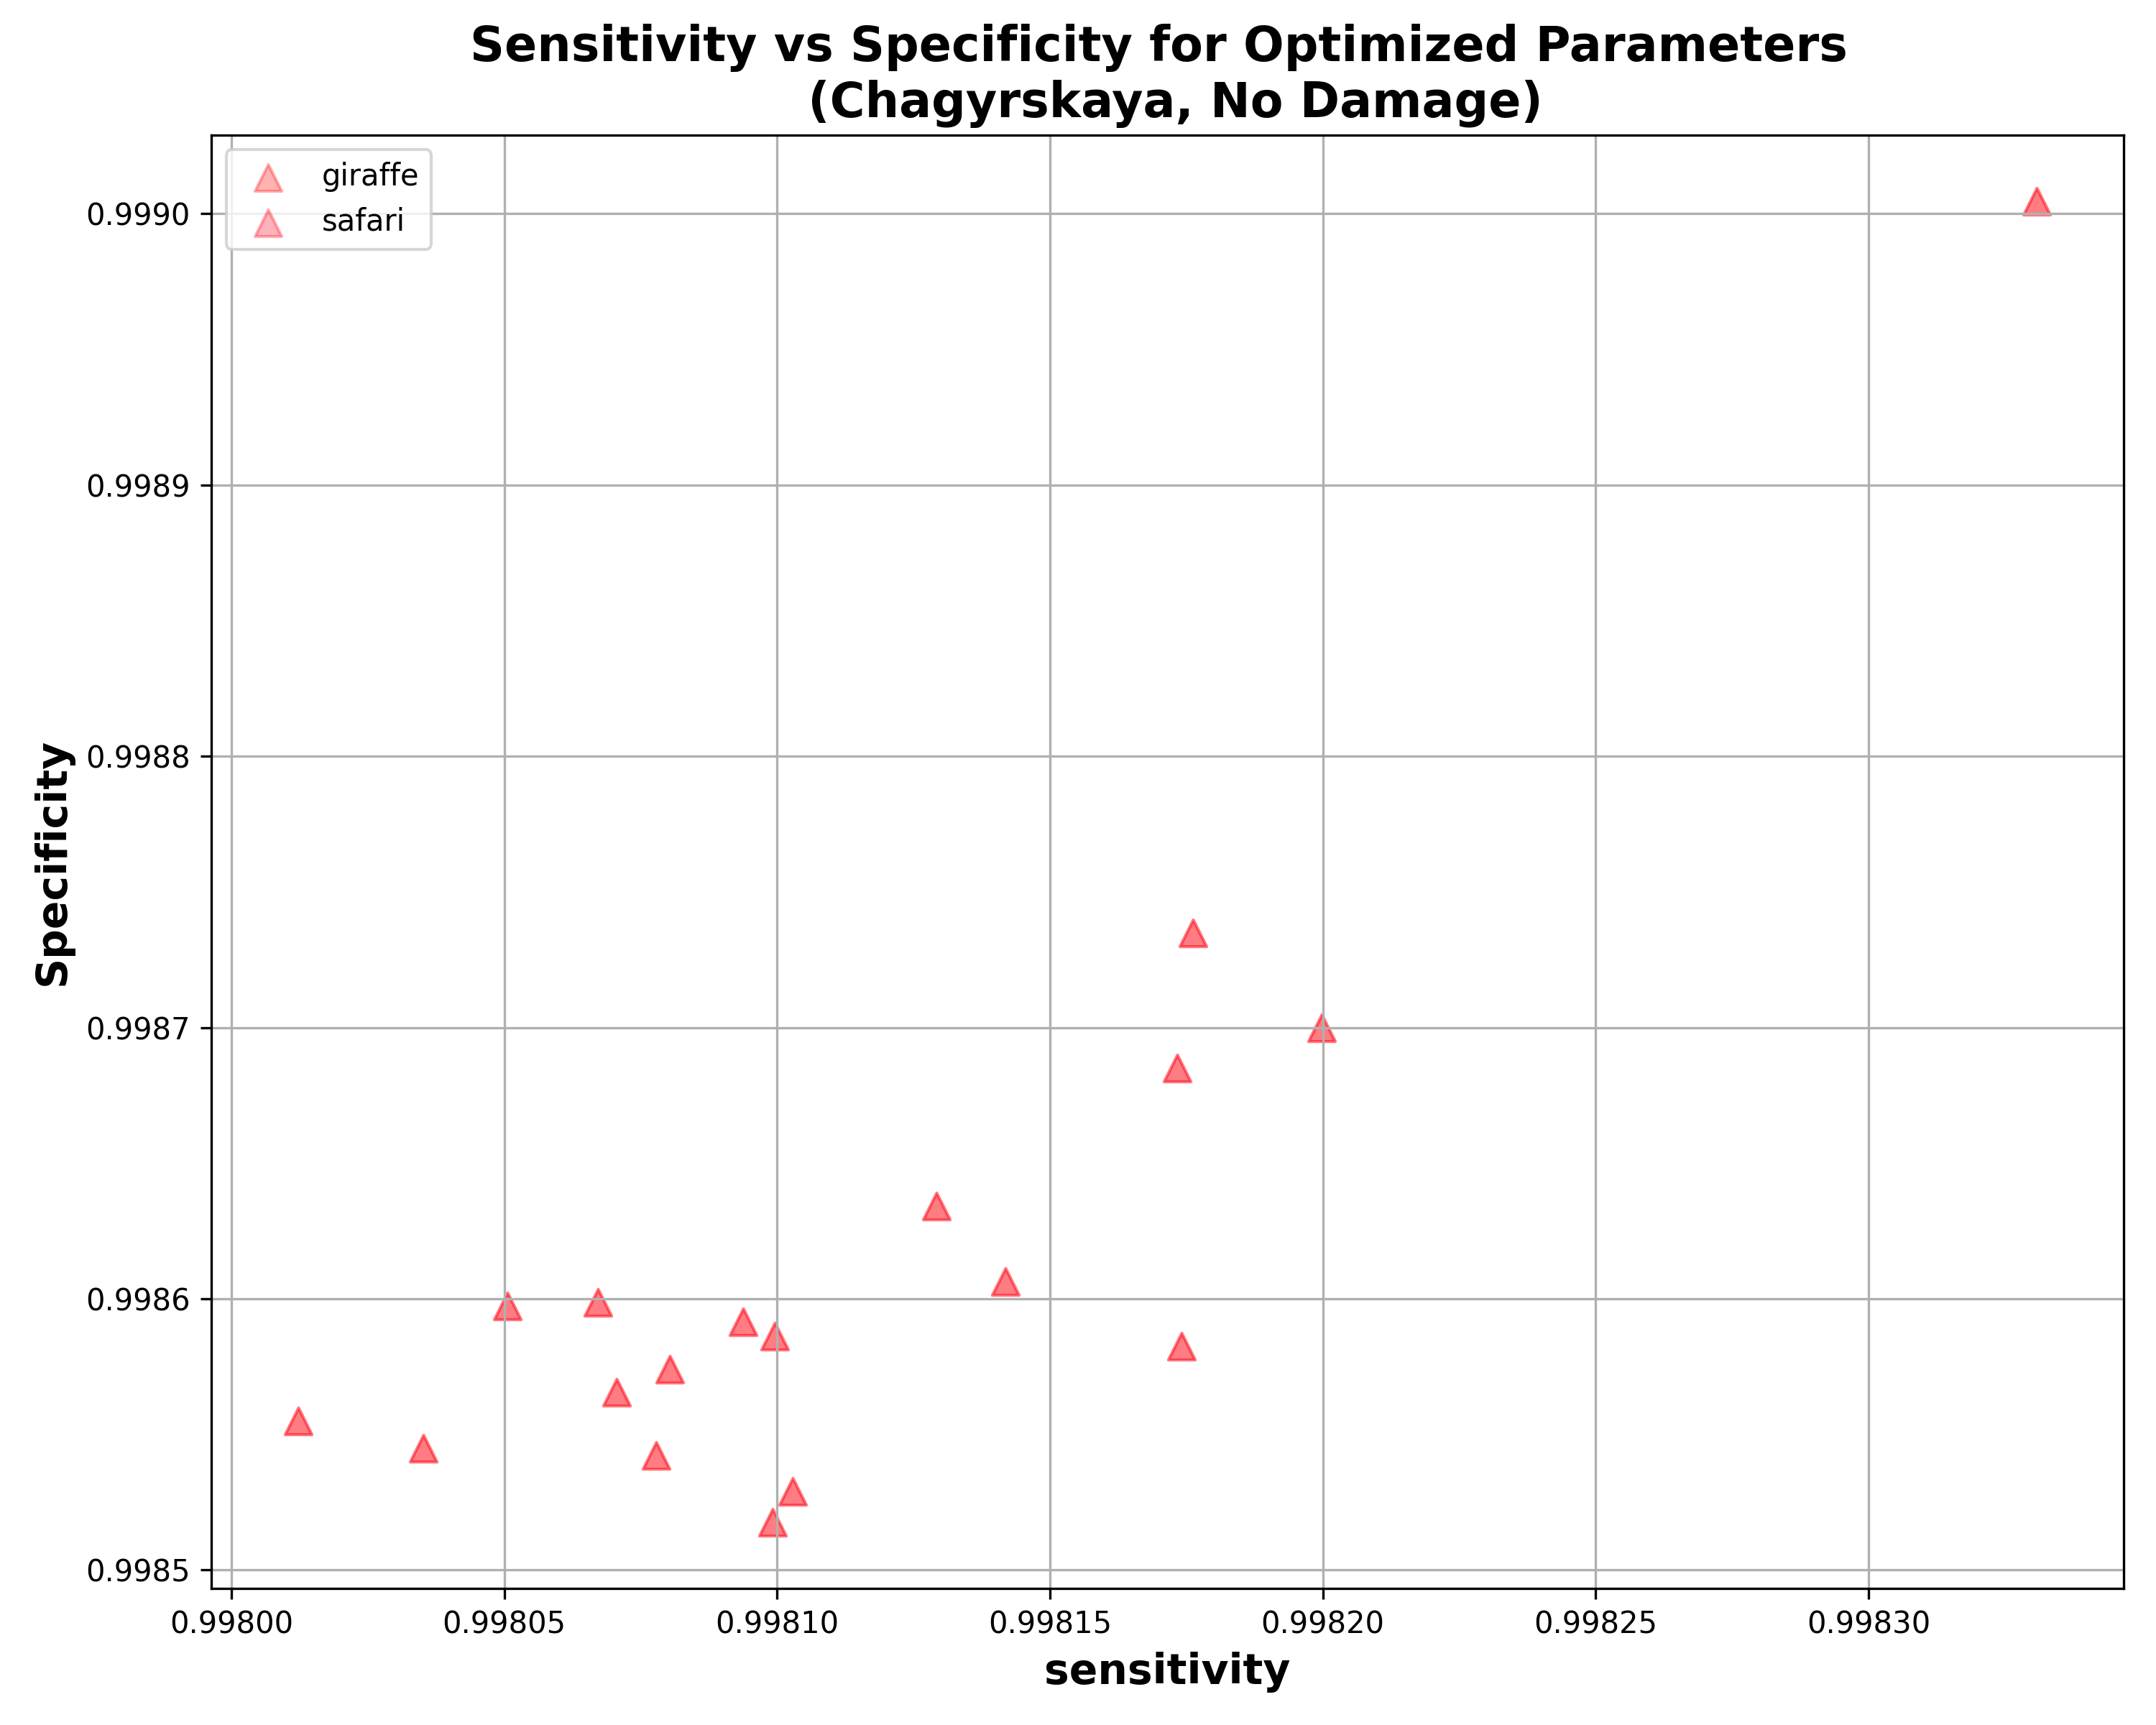 Sensitivity vs Specificity for Optimized Parameters
(Chagyrskaya, No Damage)
giraffe
safari
0.9990
0.9989
0.9988
0.9987
0.9986
0.9985
Specificity
0.99800 0.99805 0.99810 0.99815 0.99820 0.99825 0.99830
sensitivity